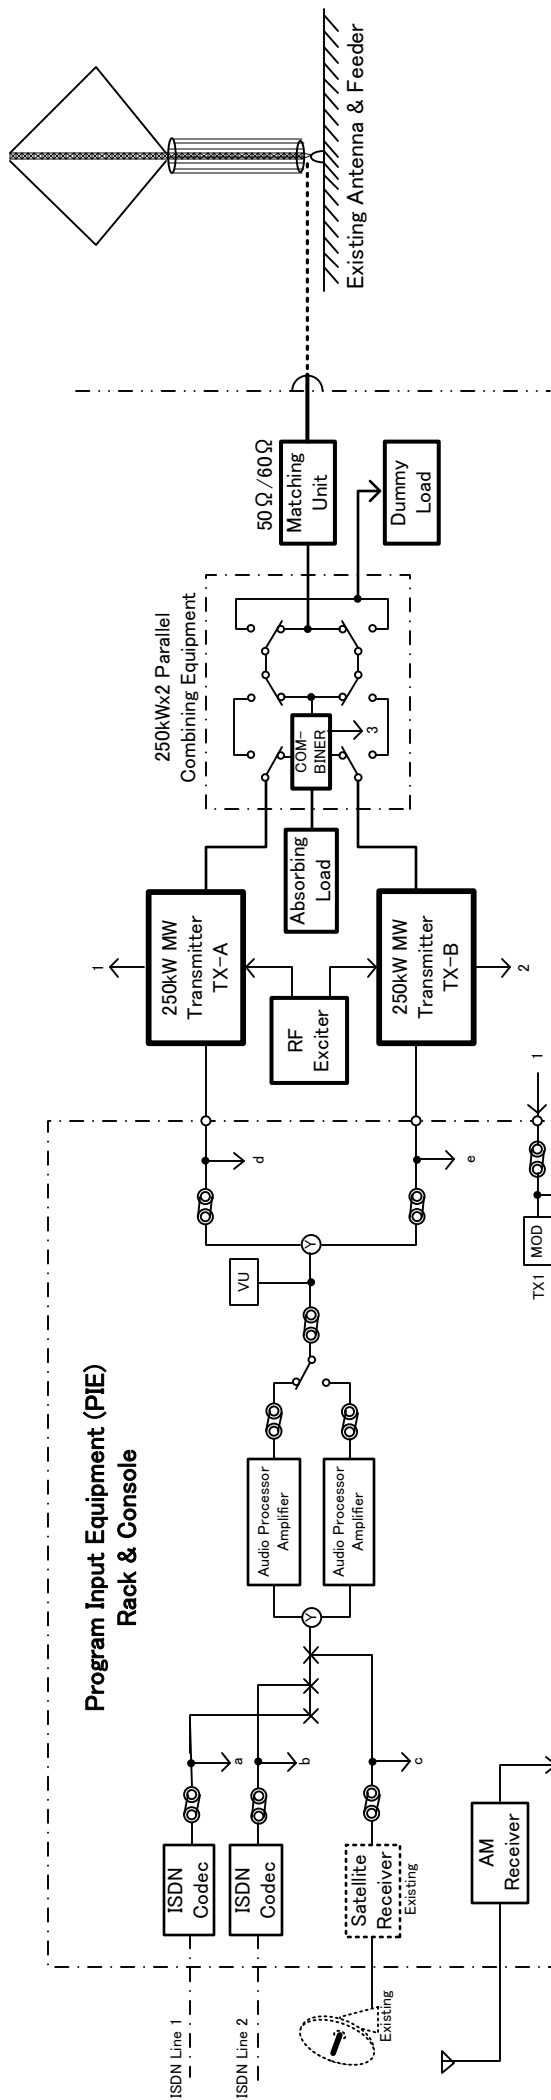 Program Input Equipment (PIE)
Rack & Console
ISDN Line 1
ISDN Line 2
Existing
ISDN
Codec
ISDN
Codec
Satellite
Receiver
Existing
AM
Receiver
a
b
c
Y
Audio Processor
Amplifier
Audio Processor
Amplifier
VU
Y
d
e
TX1
MOD
1
RF
Exciter
1
250kW MW
Transmitter
TX-A
250kW MW
Transmitter
TX-B
2
Absorbing
Load
250kWx2 Parallel
Combining Equipment
COM-
BINER
3
50Ω/60Ω
Matching
Unit
Dummy
Load
Existing Antenna & Feeder